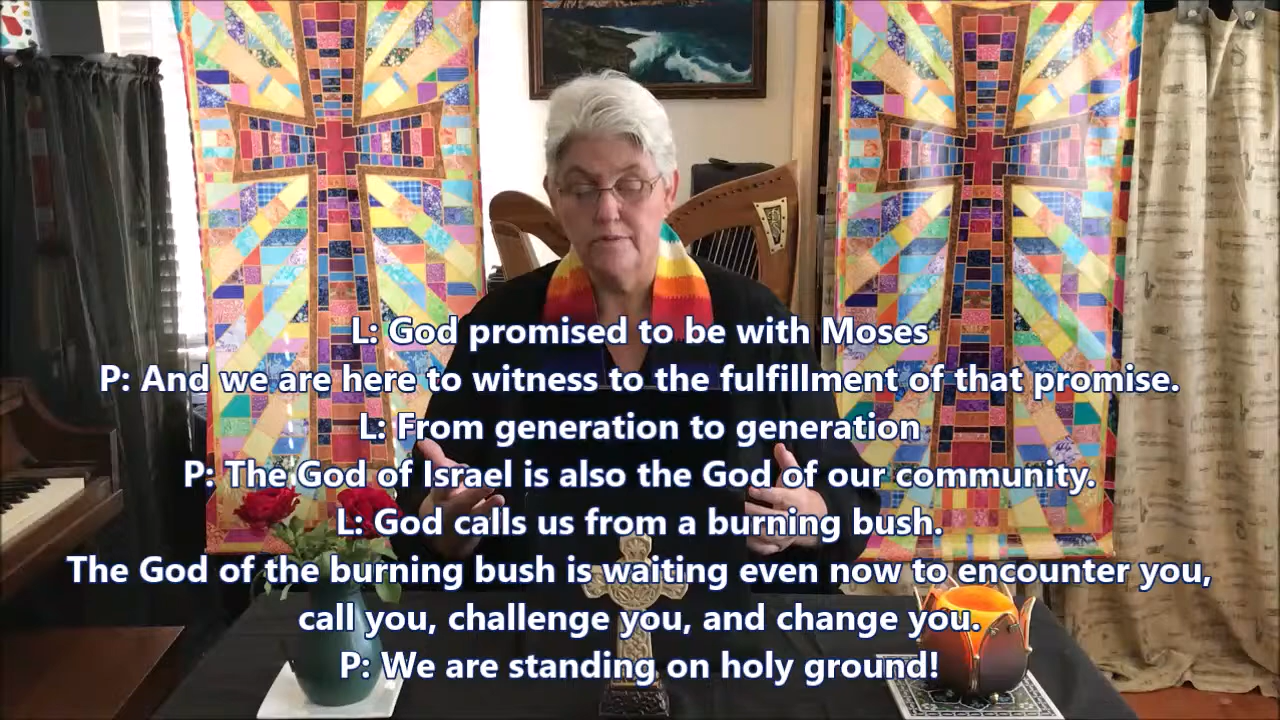 L: God promised to be with Moses
P: And we are here to witness to the fulfillment of that promise.
L: From generation to generation
P: The God of Israel is also the God of our community.
L: God calls us from a burning bush.
The God of the burning bush is waiting even now to encounter you,
call you, challenge you, and change you.
P: We are standing on holy ground!